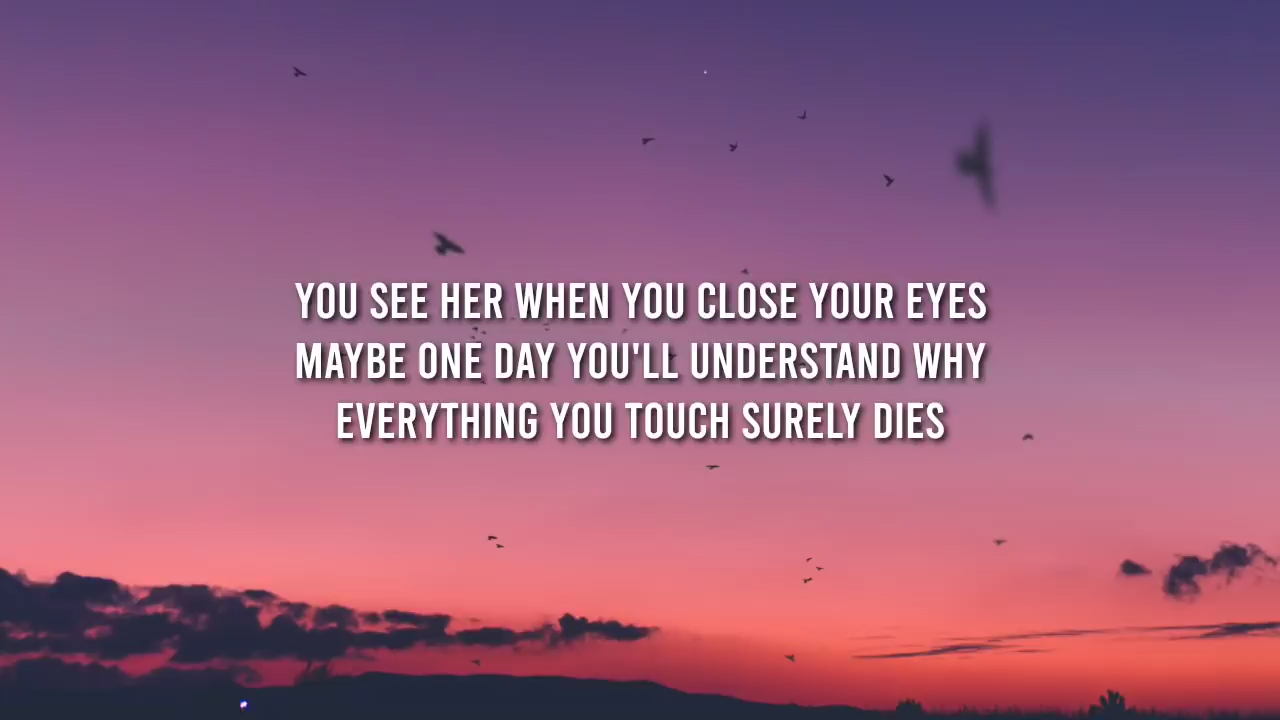 YOU SEE HER WHEN YOU CLOSE YOUR EYES
MAYBE ONE DAY YOU'LL UNDERSTAND WHY
EVERYTHING YOU TOUCH SURELY DIES